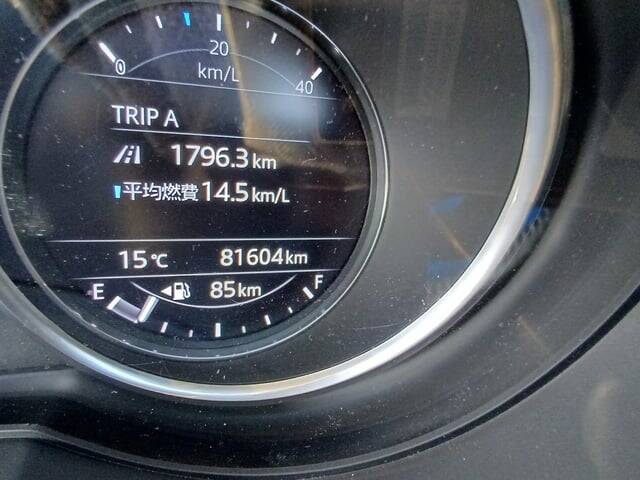 20
0 km/L 40
TRIP A
1796.3 km
平均燃費 14.5 km/L
15℃ 81604 km
E 85 km F